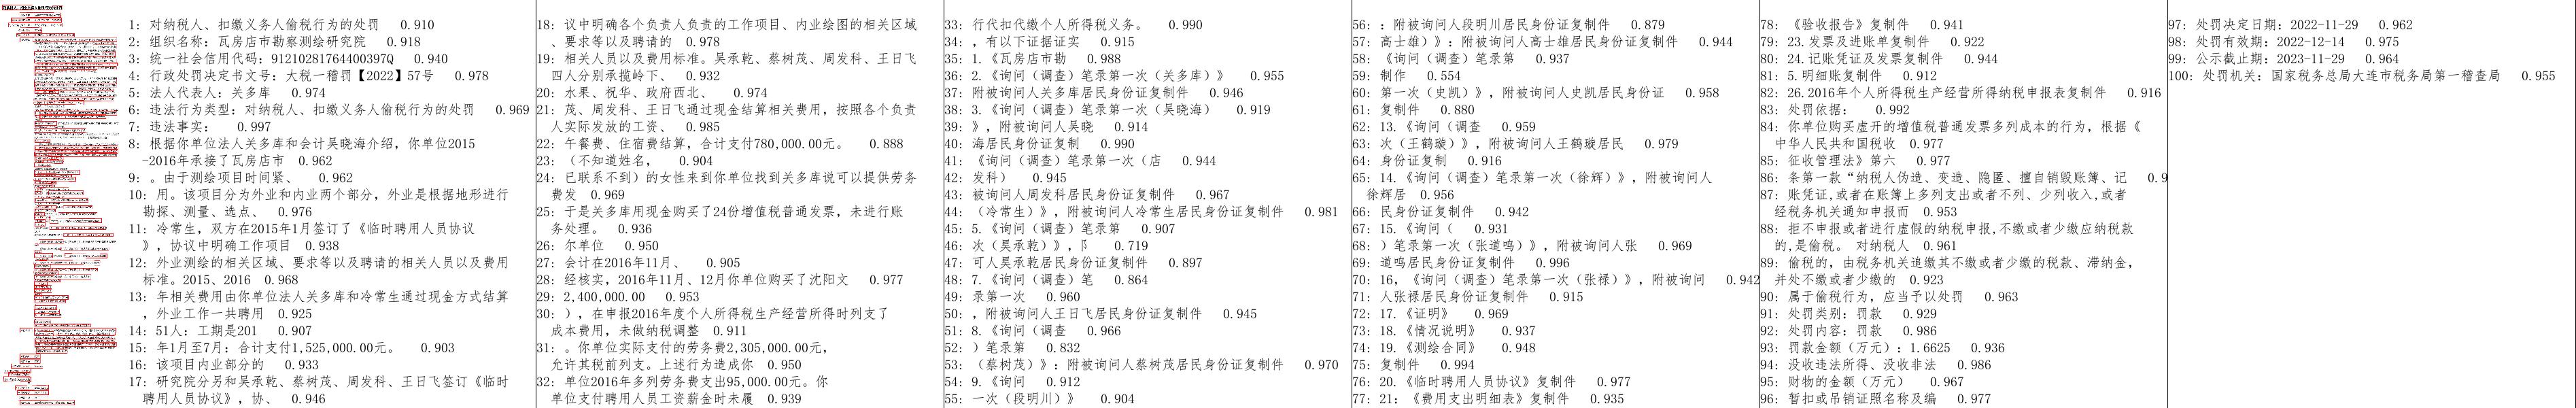 1: 对纳税人、扣缴义务人偷税行为的处罚 0.910
2: 组织名称：瓦房店市勘察测绘研究院 0.918
3: 统一社会信用代码：91210281764400397Q 0.940
4: 行政处罚决定书文号：大税一稽罚【2022】57号 0.978
5: 法人代表人：关多库 0.974
6: 违法行为类型：对纳税人、扣缴义务人偷税行为的处罚 0.969
7: 违法事实： 0.997
8: 根据你单位法人关多库和会计吴晓海介绍，你单位2015
-2016年承接了瓦房店市 0.962
9: 。由于测绘项目时间紧、 0.962
10: 用。该项目分为外业和内业两个部分，外业是根据地形进行
勘探、测量、选点、 0.976
11: 冷常生，双方在2015年1月签订了《临时聘用人员协议
》，协议中明确工作项目 0.938
12: 外业测绘的相关区域、要求等以及聘请的相关人员以及费用
标准。2015、2016 0.968
13: 年相关费用由你单位法人关多库和冷常生通过现金方式结算
，外业工作一共聘用 0.925
14: 51人：工期是201 0.907
15: 年1月至7月：合计支付1,525,000.00元。 0.903
16: 该项目内业部分的 0.933
17: 研究院分另和吴承乾、蔡树茂、周发科、王日飞签订《临时
聘用人员协议》，协、 0.946
18: 议中明确各个负责人负责的工作项目、内业绘图的相关区域
、要求等以及聘请的 0.978
19: 相关人员以及费用标准。吴承乾、蔡树茂、周发科、王日飞
四人分别承揽岭下、 0.932
20: 水果、祝华、政府西北、 0.974
21: 茂、周发科、王日飞通过现金结算相关费用，按照各个负责
人实际发放的工资、 0.985
22: 午餐费、住宿费结算，合计支付780,000.00元。 0.888
23: （不知道姓名， 0.904
24: 已联系不到）的女性来到你单位找到关多库说可以提供劳务
费发 0.969
25: 于是关多库用现金购买了24份增值税普通发票，未进行账
务处理。 0.936
26: 尔单位 0.950
27: 会计在2016年11月、 0.905
28: 经核实，2016年11月、12月你单位购买了沈阳文 0.977
29: 2,400,000.00 0.953
30: ），在申报2016年度个人所得税生产经营所得时列支了
成本费用，未做纳税调整 0.911
31: 。你单位实际支付的劳务费2,305,000.00元，
允许其税前列支。上述行为造成你 0.950
32: 单位2016年多列劳务费支出95,000.00元。你
单位支付聘用人员工资薪金时未履 0.939
33: 行代扣代缴个人所得税义务。 0.990
34: ，有以下证据证实 0.915
35: 1.《瓦房店市勘 0.988
36: 2.《询问（调查）笔录第一次（关多库）》 0.955
37: 附被询问人关多库居民身份证复制件 0.946
38: 3.《询问（调查）笔录第一次（吴晓海） 0.919
39: 》，附被询问人吴晓 0.914
40: 海居民身份证复制 0.990
41: 《询问（调查）笔录第一次（店 0.944
42: 发科） 0.945
43: 被询问人周发科居民身份证复制件 0.967
44: （冷常生）》，附被询问人冷常生居民身份证复制件 0.981
45: 5.《询问（调查）笔录第 0.907
46: 次（吴承乾）》，阝 0.719
47: 可人吴承乾居民身份证复制件 0.897
48: 7.《询问（调查）笔 0.864
49: 录第一次 0.960
50: ，附被询问人王日飞居民身份证复制件 0.945
51: 8.《询问（调查 0.966
52: ）笔录第 0.832
53: （蔡树茂）》：附被询问人蔡树茂居民身份证复制件 0.970
54: 9.《询问 0.912
55: 一次（段明川）》 0.904
56: ：附被询问人段明川居民身份证复制件 0.879
57: 高士雄）》：附被询问人高士雄居民身份证复制件 0.944
58: 《询问（调查）笔录第 0.937
59: 制作 0.554
60: 第一次（史凯）》，附被询问人史凯居民身份证 0.958
61: 复制件 0.880
62: 13.《询问（调查 0.959
63: 次（王鹤璇）》，附被询问人王鹤璇居民 0.979
64: 身份证复制 0.916
65: 14.《询问（调查）笔录第一次（徐辉）》，附被询问人
徐辉居 0.956
66: 民身份证复制件 0.942
67: 15.《询问（ 0.931
68: ）笔录第一次（张道鸣）》，附被询问人张 0.969
69: 道鸣居民身份证复制件 0.996
70: 16，《询问（调查）笔录第一次（张禄）》，附被询问 0.942
71: 人张禄居民身份证复制件 0.915
72: 17.《证明》 0.969
73: 18.《情况说明》 0.937
74: 19.《测绘合同》 0.948
75: 复制件 0.994
76: 20.《临时聘用人员协议》复制件 0.977
77: 21：《费用支出明细表》复制件 0.935
78: 《验收报告》复制件 0.941
79: 23.发票及进账单复制件 0.922
80: 24.记账凭证及发票复制件 0.944
81: 5.明细账复制件 0.912
82: 26.2016年个人所得税生产经营所得纳税申报表复制件 0.916
83: 处罚依据： 0.992
84: 你单位购买虚开的增值税普通发票多列成本的行为，根据《
中华人民共和国税收 0.977
85: 征收管理法》第六 0.977
86: 条第一款“纳税人伪造、变造、隐匿、擅自销毁账簿、记 0.9
87: 账凭证,或者在账簿上多列支出或者不列、少列收入,或者
经税务机关通知申报而 0.953
88: 拒不申报或者进行虚假的纳税申报,不缴或者少缴应纳税款
的,是偷税。 对纳税人 0.961
89: 偷税的，由税务机关追缴其不缴或者少缴的税款、滞纳金，
并处不缴或者少缴的 0.923
90: 属于偷税行为，应当予以处罚 0.963
91: 处罚类别：罚款 0.929
92: 处罚内容：罚款 0.986
93: 罚款金额（万元）：1.6625 0.936
94: 没收违法所得、没收非法 0.986
95: 财物的金额（万元） 0.967
96: 暂扣或吊销证照名称及编 0.977
97: 处罚决定日期：2022-11-29 0.962
98: 处罚有效期：2022-12-14 0.975
99: 公示截止期：2023-11-29 0.964
100: 处罚机关：国家税务总局大连市税务局第一稽查局 0.955